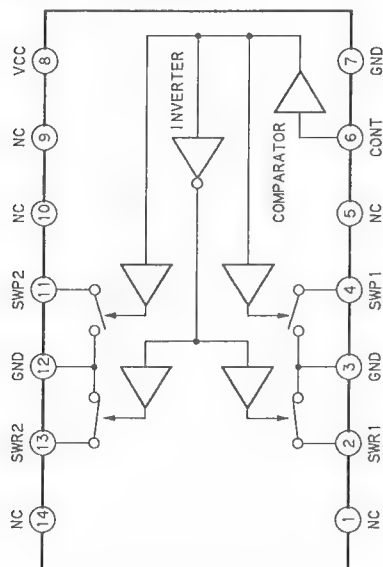 VCC
8
NC
9
NC
10
SWP2
11
GND
12
SWR2
13
NC
14
INVERTER
COMPARATOR
7
GND
6
CONT
5
NC
4
SWP1
3
GND
2
SWR1
1
NC